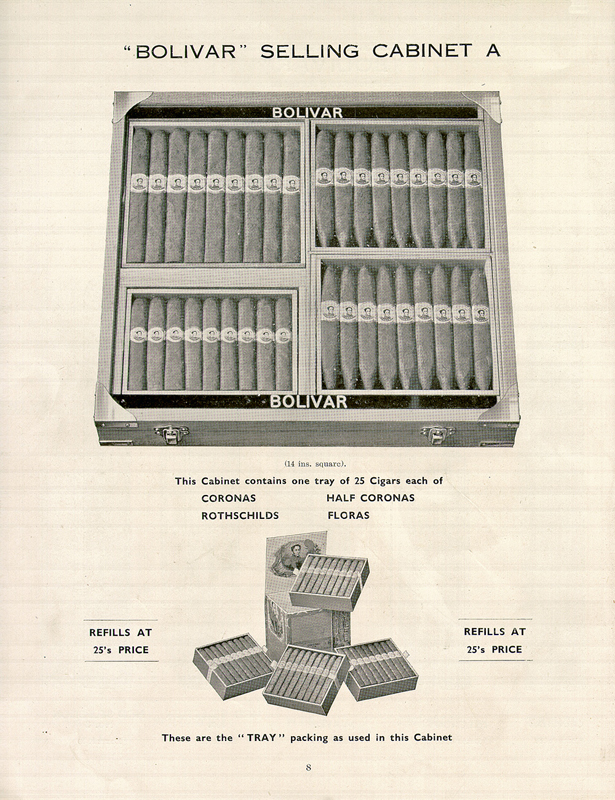 “BOLIVAR” SELLING CABINET A
BOLIVAR
BOLIVAR
(14 ins. square).
This Cabinet contains one tray of 25 Cigars each of
CORONAS HALF CORONAS
ROTHSCHILDS FLORAS
REFILLS AT
25's PRICE
REFILLS AT
25's PRICE
These are the “TRAY” packing as used in this Cabinet
8